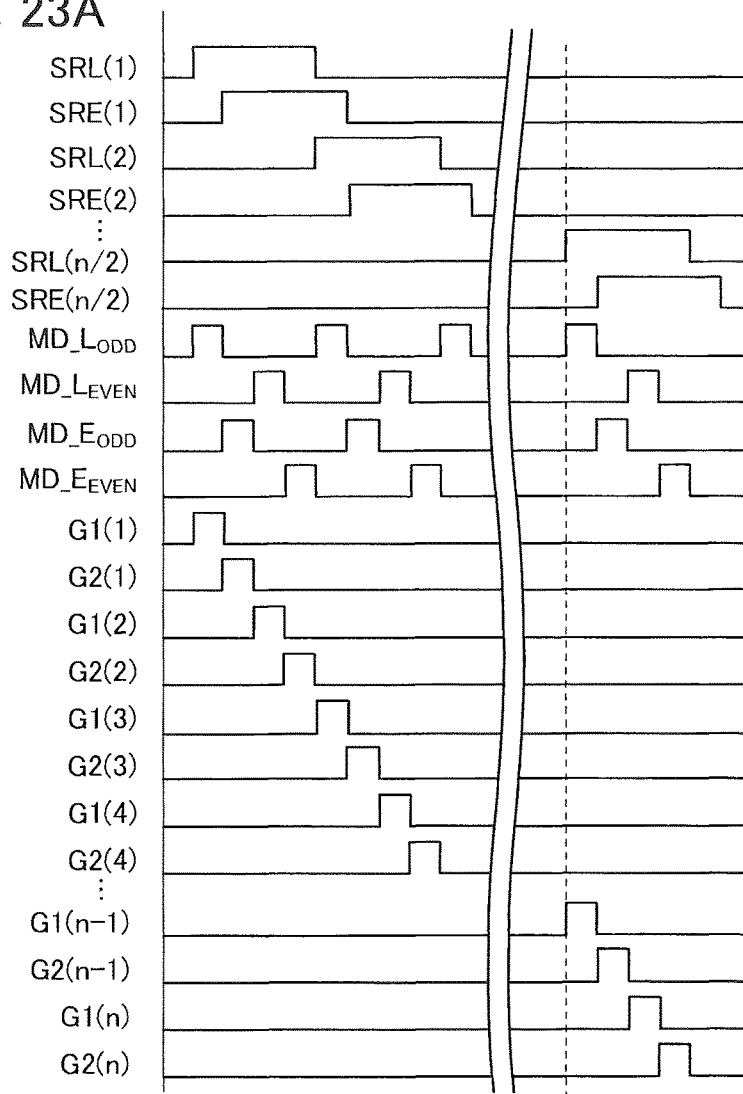 23A
SRL(1)
SRE(1)
SRL(2)
SRE(2)
⋮
SRL(n/2)
SRE(n/2)
MD_LODD
MD_LEVEN
MD_EODD
MD_EEVEN
G1(1)
G2(1)
G1(2)
G2(2)
G1(3)
G2(3)
G1(4)
G2(4)
⋮
G1(n-1)
G2(n-1)
G1(n)
G2(n)